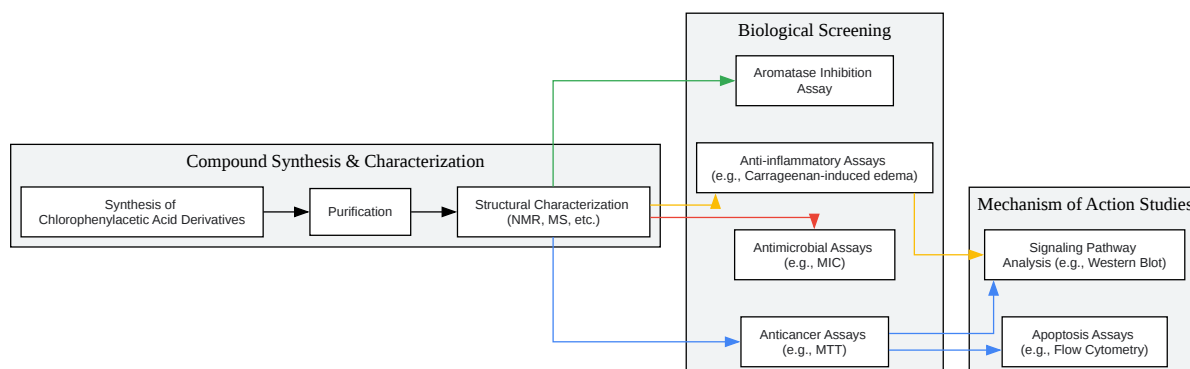 Compound Synthesis & Characterization
Synthesis of
Chlorophenylacetic Acid Derivatives
Purification
Structural Characterization
(NMR, MS, etc.)
Biological Screening
Aromatase Inhibition
Assay
Anti-inflammatory Assays
(e.g., Carrageenan-induced edema)
Antimicrobial Assays
(e.g., MIC)
Anticancer Assays
(e.g., MTT)
Mechanism of Action Studies
Signaling Pathway
Analysis (e.g., Western Blot)
Apoptosis Assays
(e.g., Flow Cytometry)